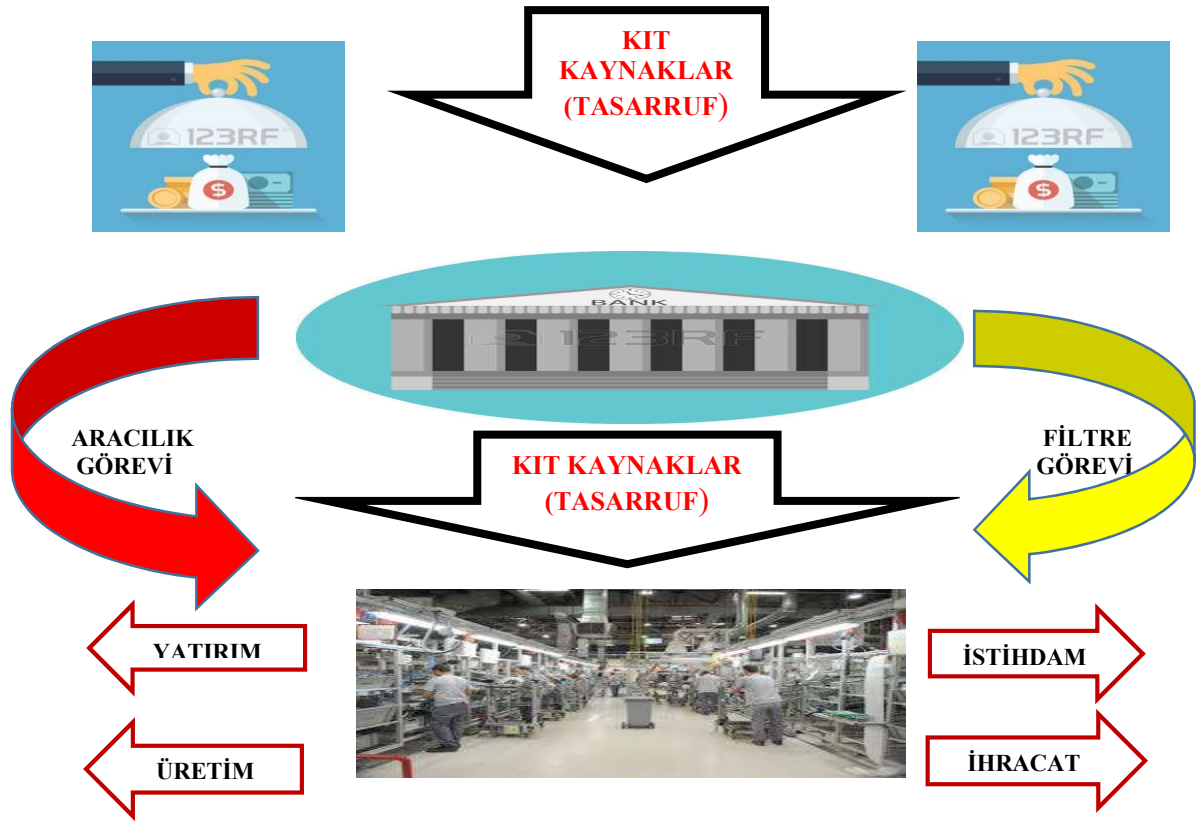 KIT
KAYNAKLAR
(TASARRUF)
123RF
123RF
BANK
123RF
ARACILIK
GÖREVİ
FİLTRE
GÖREVİ
KIT KAYNAKLAR
(TASARRUF)
YATIRIM
İSTİHDAM
ÜRETİM
İHRACAT